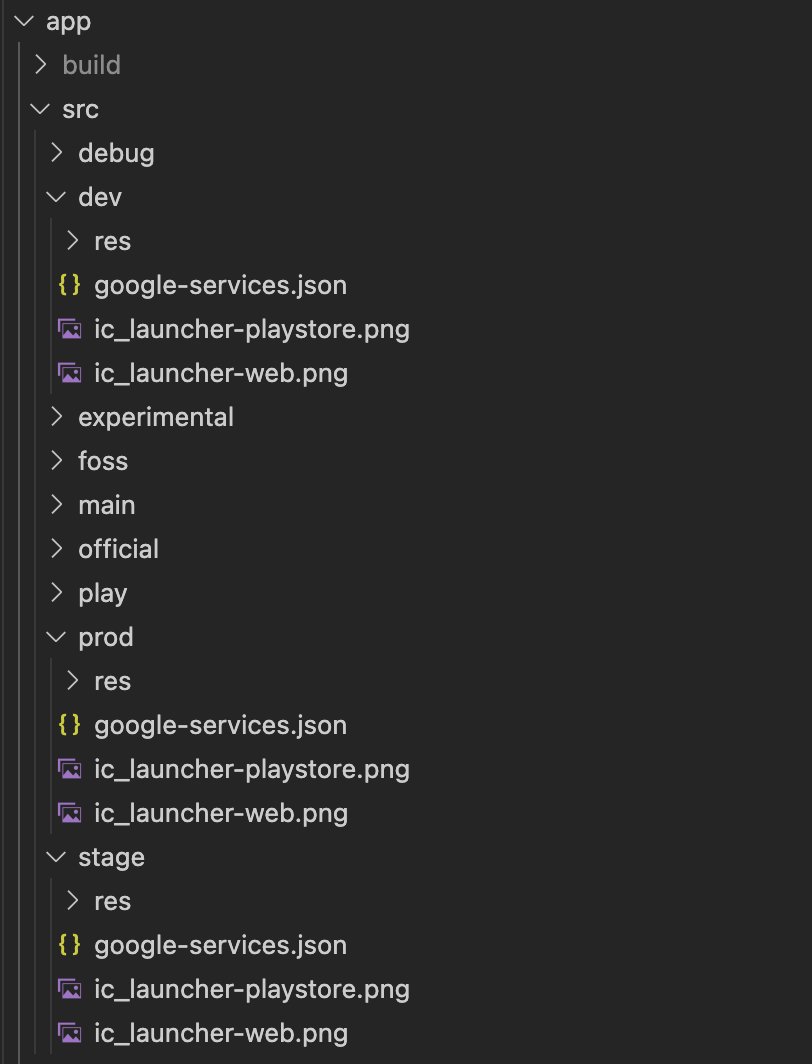 app
build
src
debug
dev
res
google-services.json
ic_launcher-playstore.png
ic_launcher-web.png
experimental
foss
main
official
play
prod
res
google-services.json
ic_launcher-playstore.png
ic_launcher-web.png
stage
res
google-services.json
ic_launcher-playstore.png
ic_launcher-web.png